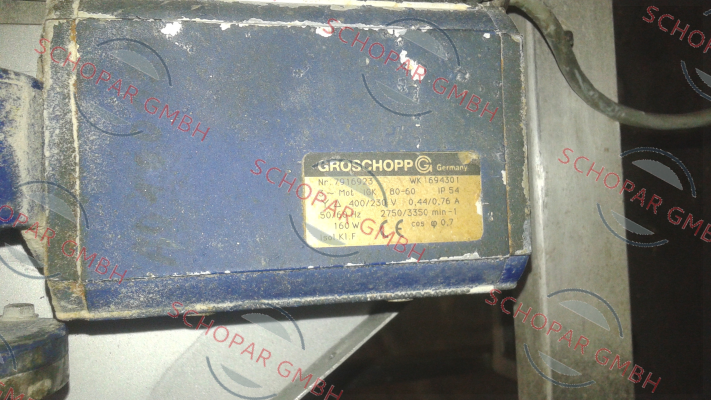 GROSCHOPP G Germany
Nr. 7916923 WK 1694301
~ Mot. IGK 80-60 IP 54
400/230 V 0,44/0,76 A
50/60 Hz 2750/3350 min-1
160 W CE cos φ 0,7
Isol.Kl.F
SCHOPAR GMBH
SCHOPAR GMBH
SCHOPAR GMBH
SCHOPAR GMBH
SCHOPAR GMBH
SCHOPAR GMBH
SCHOPAR GMBH
SCHOPAR GMBH